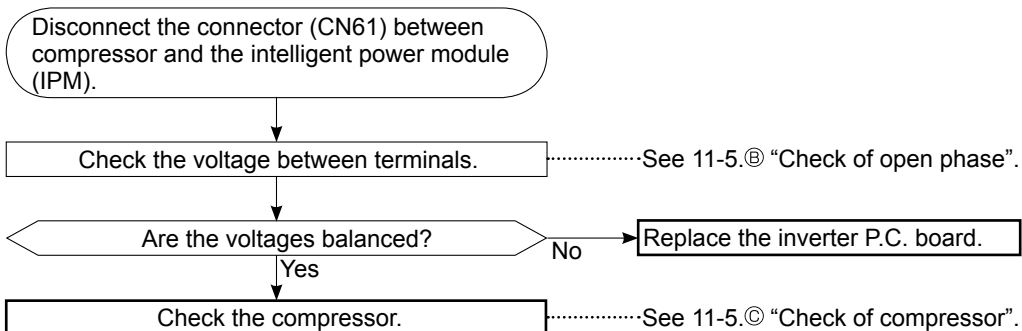 Disconnect the connector (CN61) between
compressor and the intelligent power module
(IPM).
Check the voltage between terminals.
See 11-5.Ⓑ “Check of open phase”.
Are the voltages balanced?
No
Replace the inverter P.C. board.
Yes
Check the compressor.
See 11-5.Ⓒ “Check of compressor”.